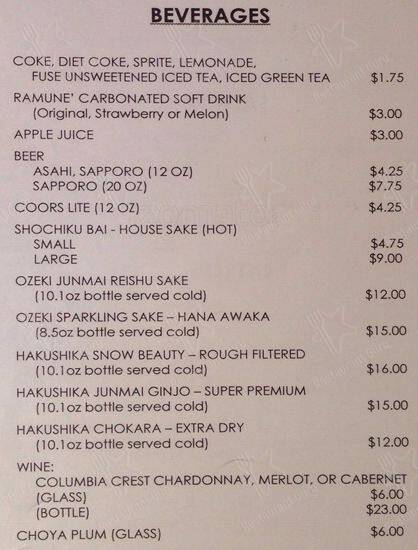 BEVERAGES
COKE, DIET COKE, SPRITE, LEMONADE,
FUSE UNSWEETENED ICED TEA, ICED GREEN TEA $1.75
RAMUNE' CARBONATED SOFT DRINK
(Original, Strawberry or Melon) $3.00
APPLE JUICE $3.00
BEER
ASAHI, SAPPORO (12 OZ) $4.25
SAPPORO (20 OZ) $7.75
COORS LITE (12 OZ) $4.25
SHOCHIKU BAI - HOUSE SAKE (HOT)
SMALL $4.75
LARGE $9.00
OZEKI JUNMAI REISHU SAKE
(10.1oz bottle served cold) $12.00
OZEKI SPARKLING SAKE – HANA AWAKA
(8.5oz bottle served cold) $15.00
HAKUSHIKA SNOW BEAUTY – ROUGH FILTERED
(10.1oz bottle served cold) $16.00
HAKUSHIKA JUNMAI GINJO – SUPER PREMIUM
(10.1oz bottle served cold) $15.00
HAKUSHIKA CHOKARA – EXTRA DRY
(10.1oz bottle served cold) $12.00
WINE:
COLUMBIA CREST CHARDONNAY, MERLOT, OR CABERNET
(GLASS) $6.00
(BOTTLE) $23.00
CHOYA PLUM (GLASS) $6.00